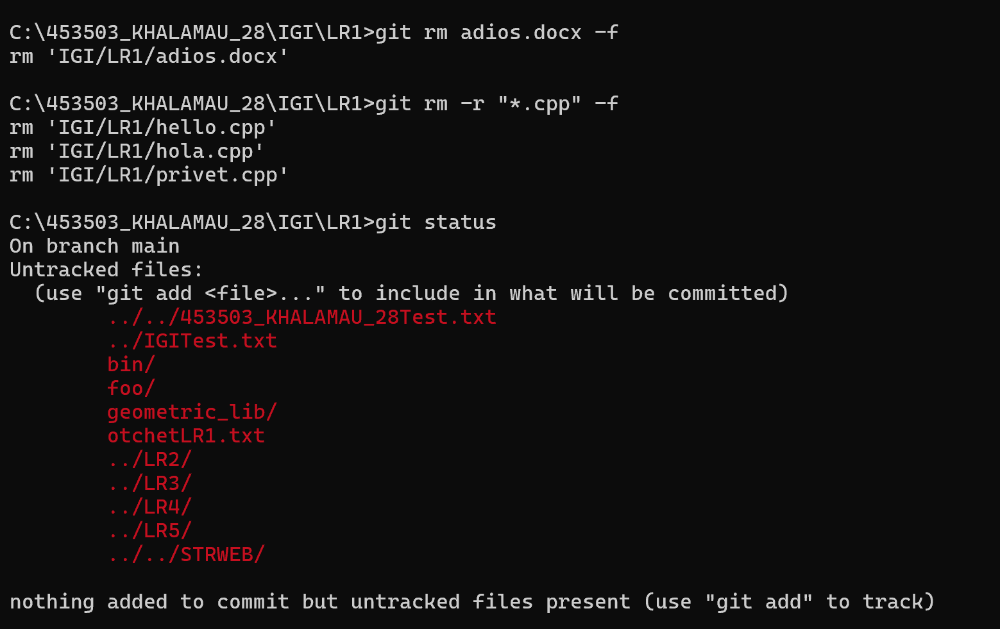 C:\453503_KHALAMAU_28\IGI\LR1>git rm adios.docx -f
rm 'IGI/LR1/adios.docx'
C:\453503_KHALAMAU_28\IGI\LR1>git rm -r "*.cpp" -f
rm 'IGI/LR1/hello.cpp'
rm 'IGI/LR1/hola.cpp'
rm 'IGI/LR1/privet.cpp'
C:\453503_KHALAMAU_28\IGI\LR1>git status
On branch main
Untracked files:
  (use "git add <file>..." to include in what will be committed)
        ../../453503_KHALAMAU_28Test.txt
        ../IGITest.txt
        bin/
        foo/
        geometric_lib/
        otchetLR1.txt
        ../LR2/
        ../LR3/
        ../LR4/
        ../LR5/
        ../../STRWEB/
nothing added to commit but untracked files present (use "git add" to track)